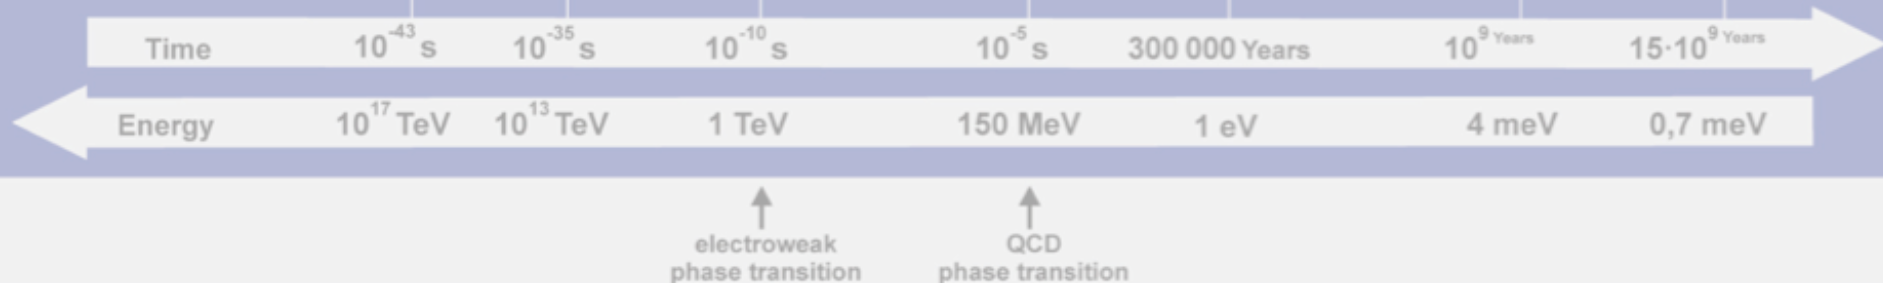 Time 10⁻⁴³ s 10⁻³⁵ s 10⁻¹⁰ s 10⁻⁵ s 300 000 Years 10⁹ Years 15·10⁹ Years
Energy 10¹⁷ TeV 10¹³ TeV 1 TeV 150 MeV 1 eV 4 meV 0,7 meV
electroweak QCD
phase transition phase transition